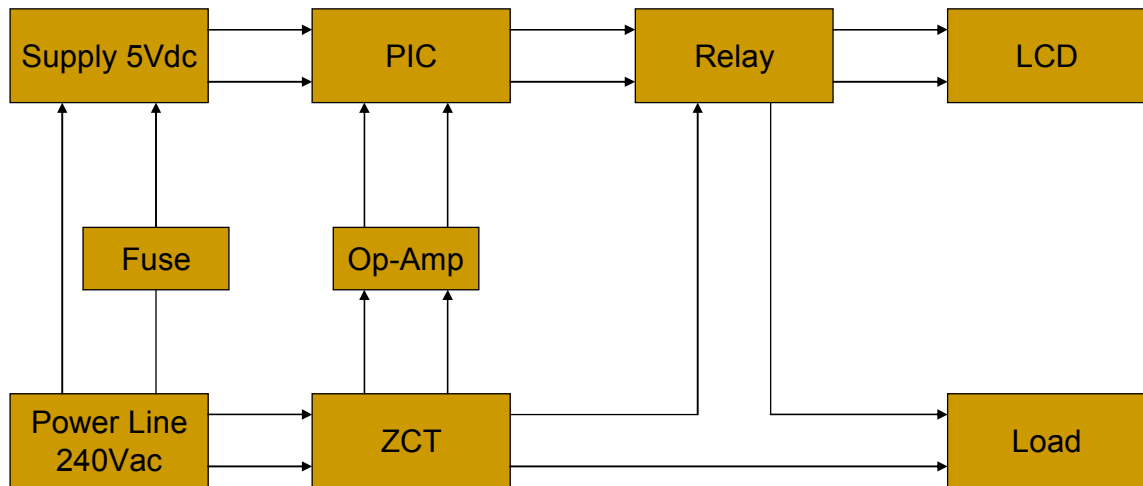 Supply 5Vdc
PIC
Relay
LCD
Fuse
Op-Amp
Power Line
240Vac
ZCT
Load